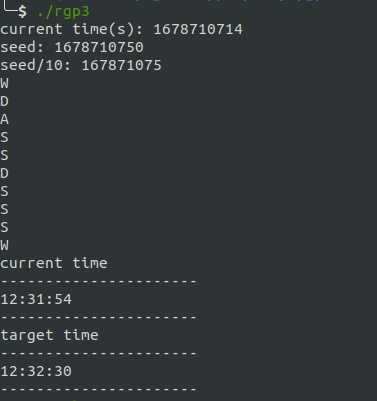 $ ./rgp3
current time(s): 1678710714
seed: 1678710750
seed/10: 167871075
W
D
A
S
S
D
S
S
S
W
current time
----------------------
12:31:54
----------------------
target time
----------------------
12:32:30
----------------------